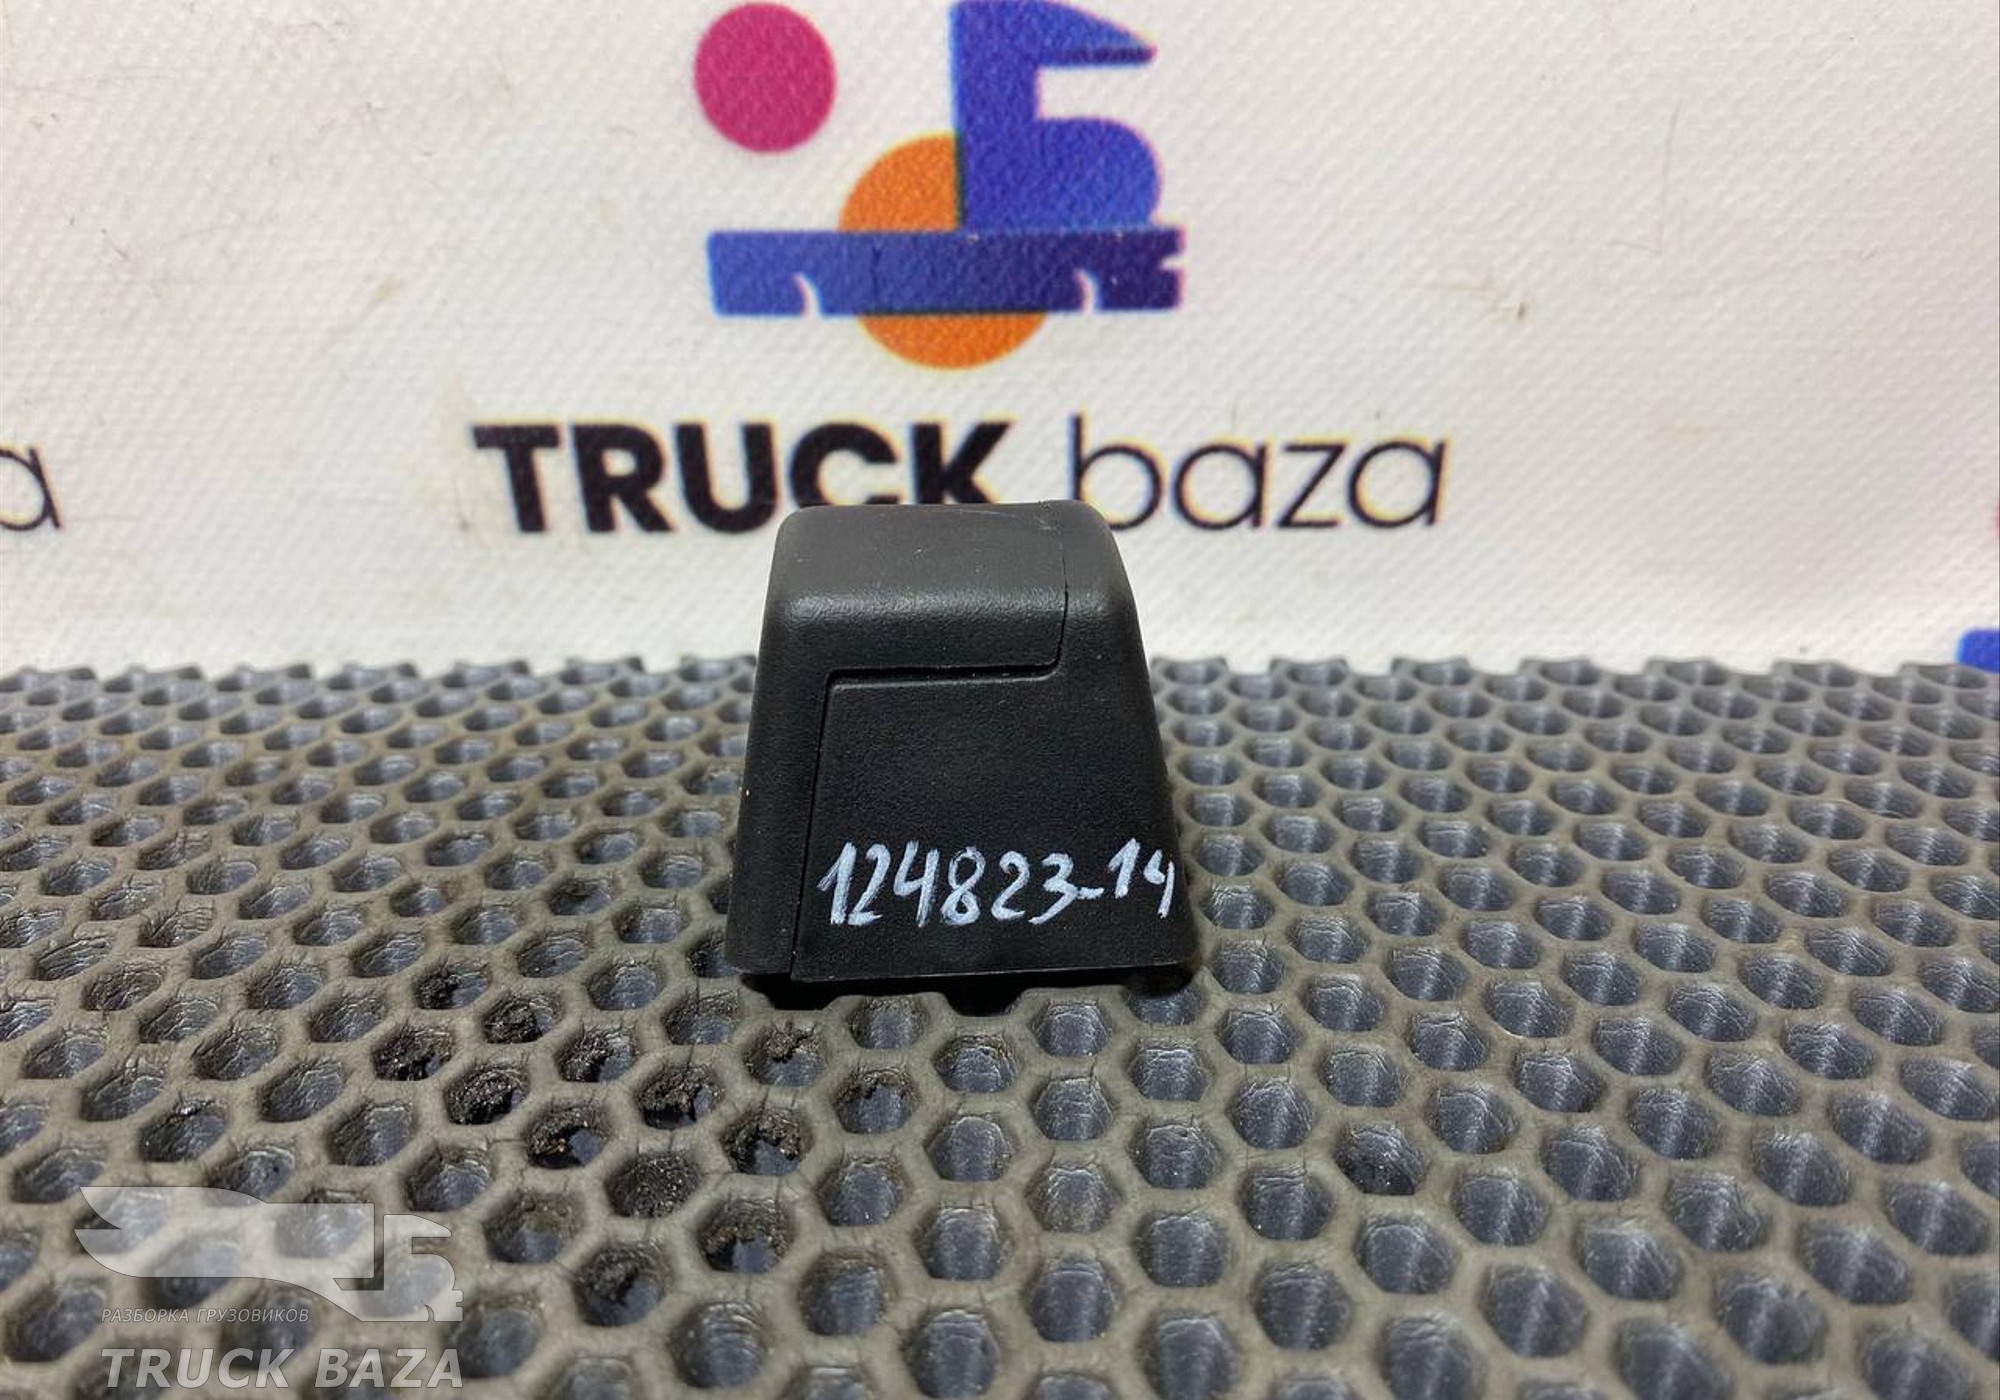 TRUCK baza
a
124823-14
РАЗБОРКА ГРУЗОВИКОВ
TRUCK BAZA